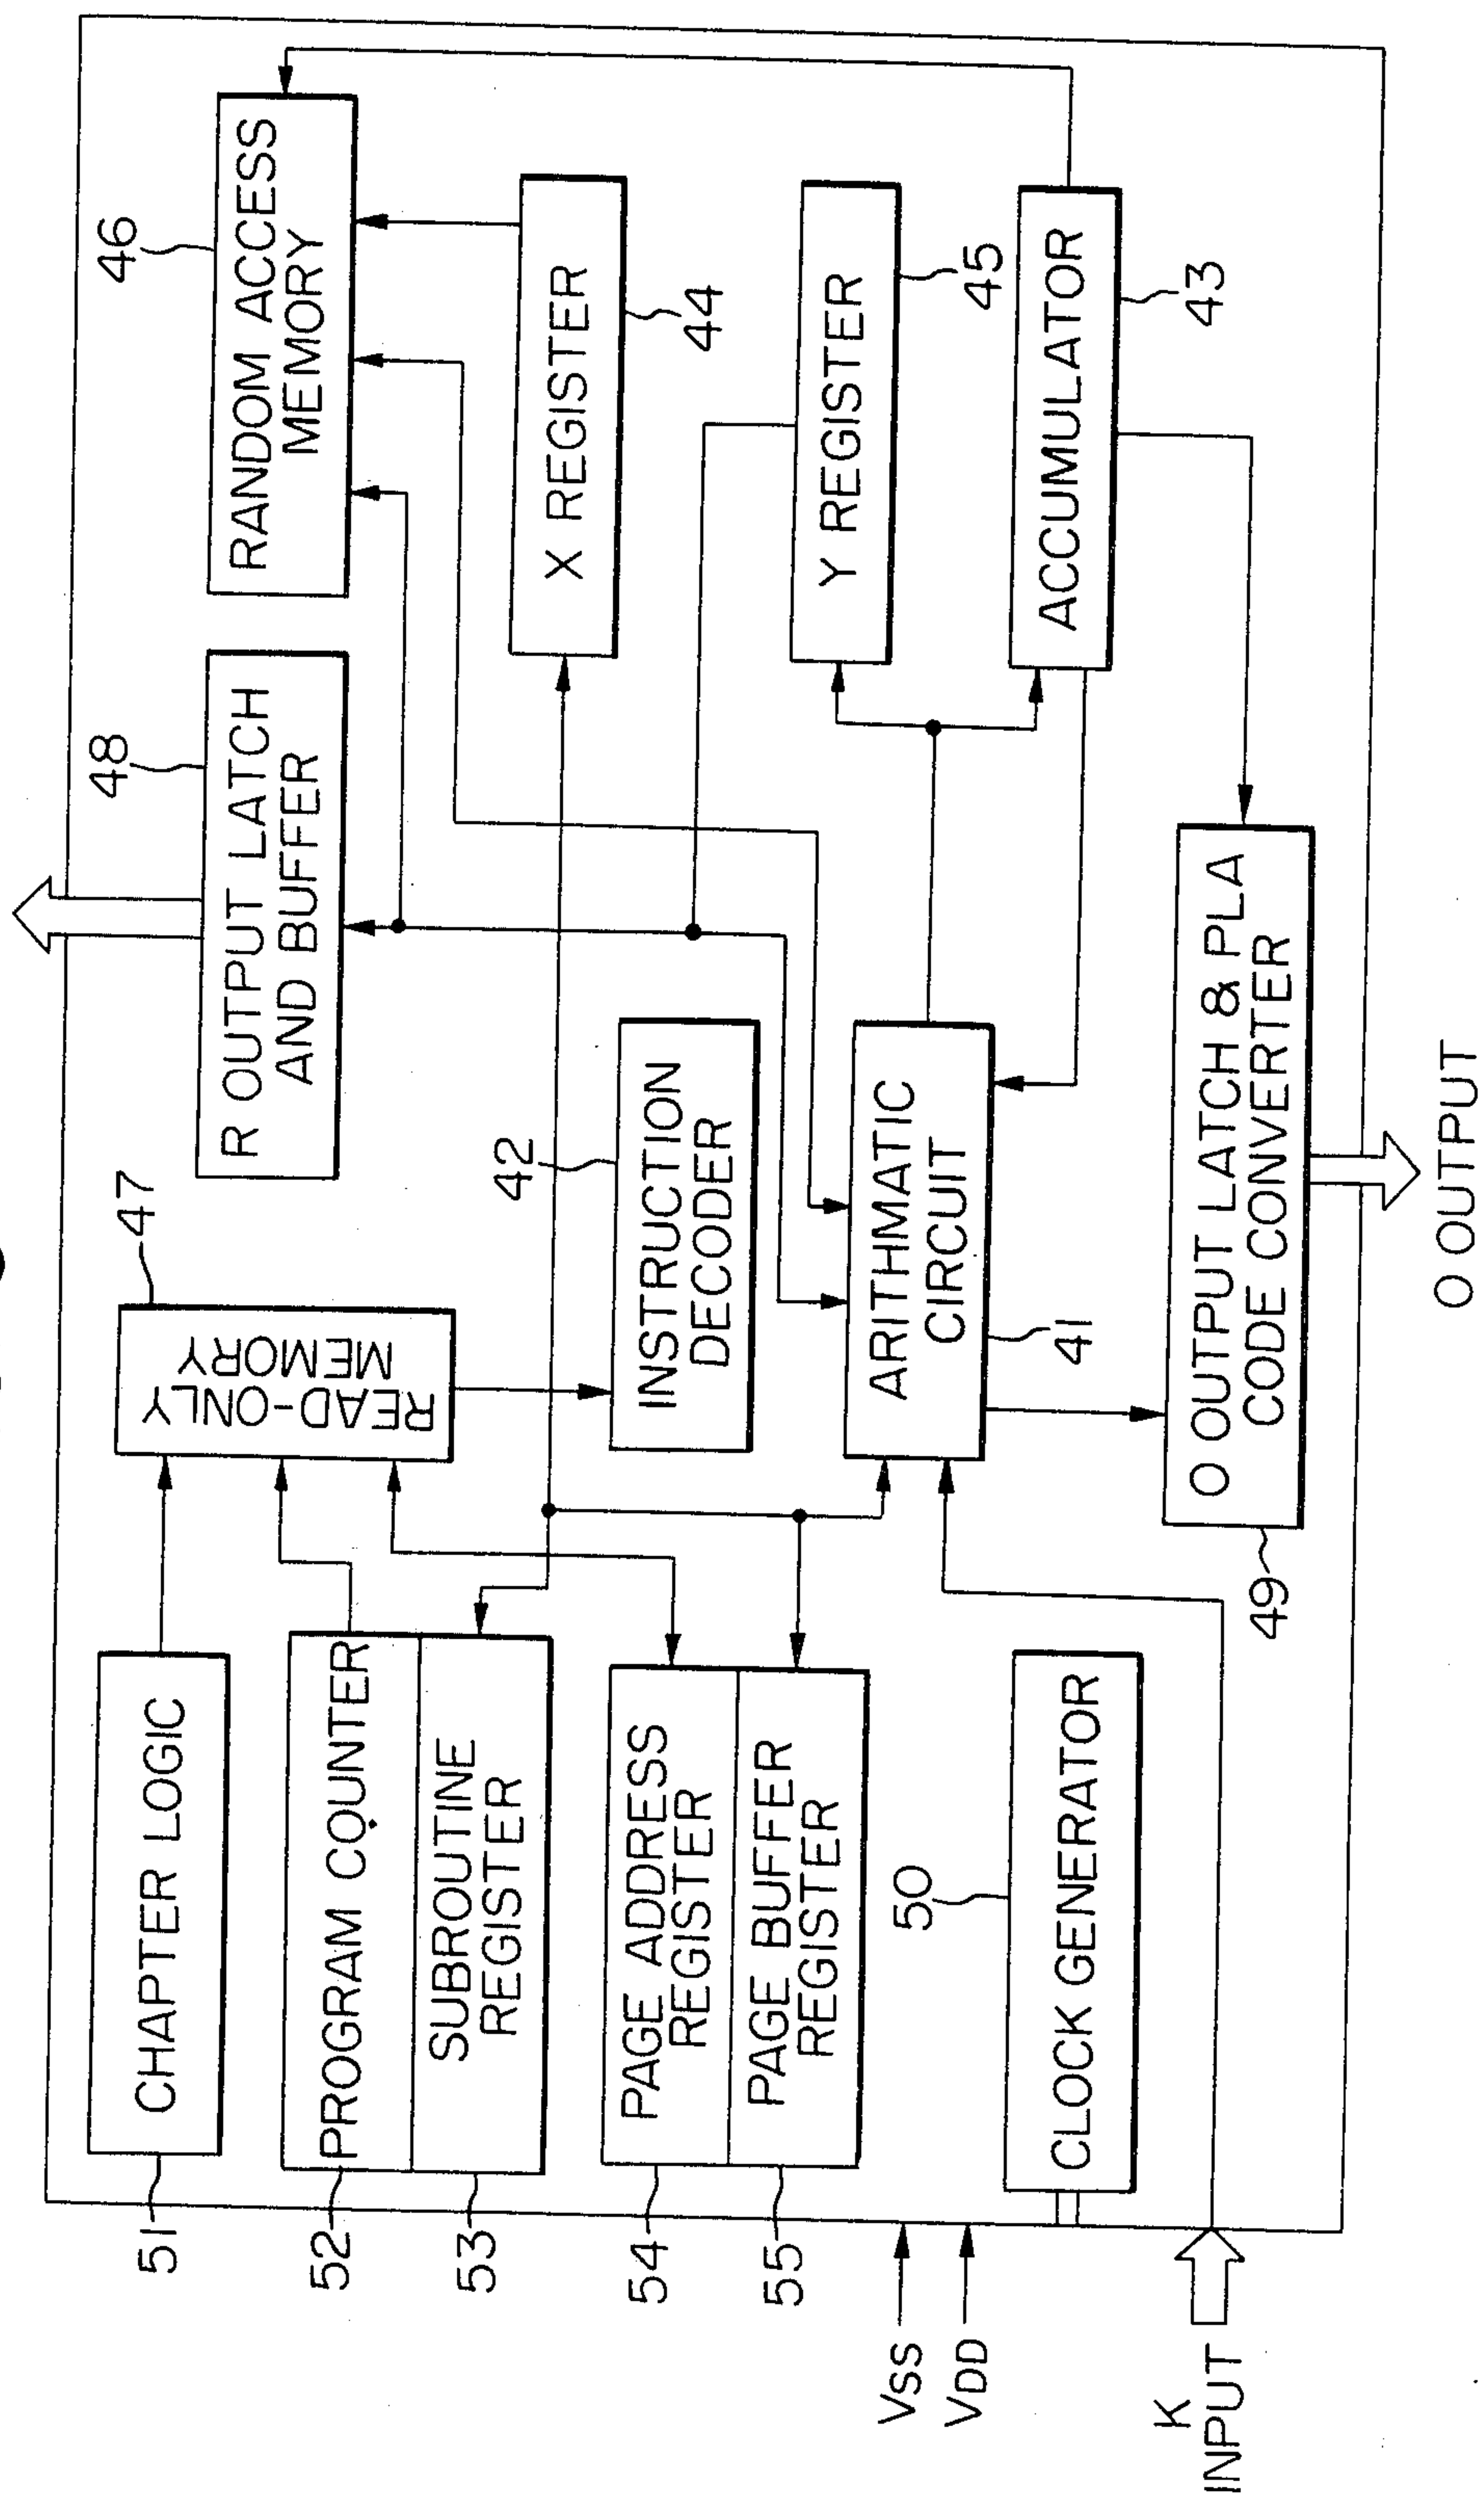 51
CHAPTER LOGIC
52
PROGRAM COUNTER
53
SUBROUTINE
REGISTER
54
PAGE ADDRESS
REGISTER
55
PAGE BUFFER
REGISTER
50
CLOCK GENERATOR
VSS
VDD
K
INPUT
47
READ-ONLY
MEMORY
42
INSTRUCTION
DECODER
ARITHMATIC
CIRCUIT
41
O OUTPUT LATCH & PLA
CODE CONVERTER
49
O OUTPUT
48
R OUTPUT LATCH
AND BUFFER
46
RANDOM ACCESS
MEMORY
X REGISTER
44
Y REGISTER
45
ACCUMULATOR
43